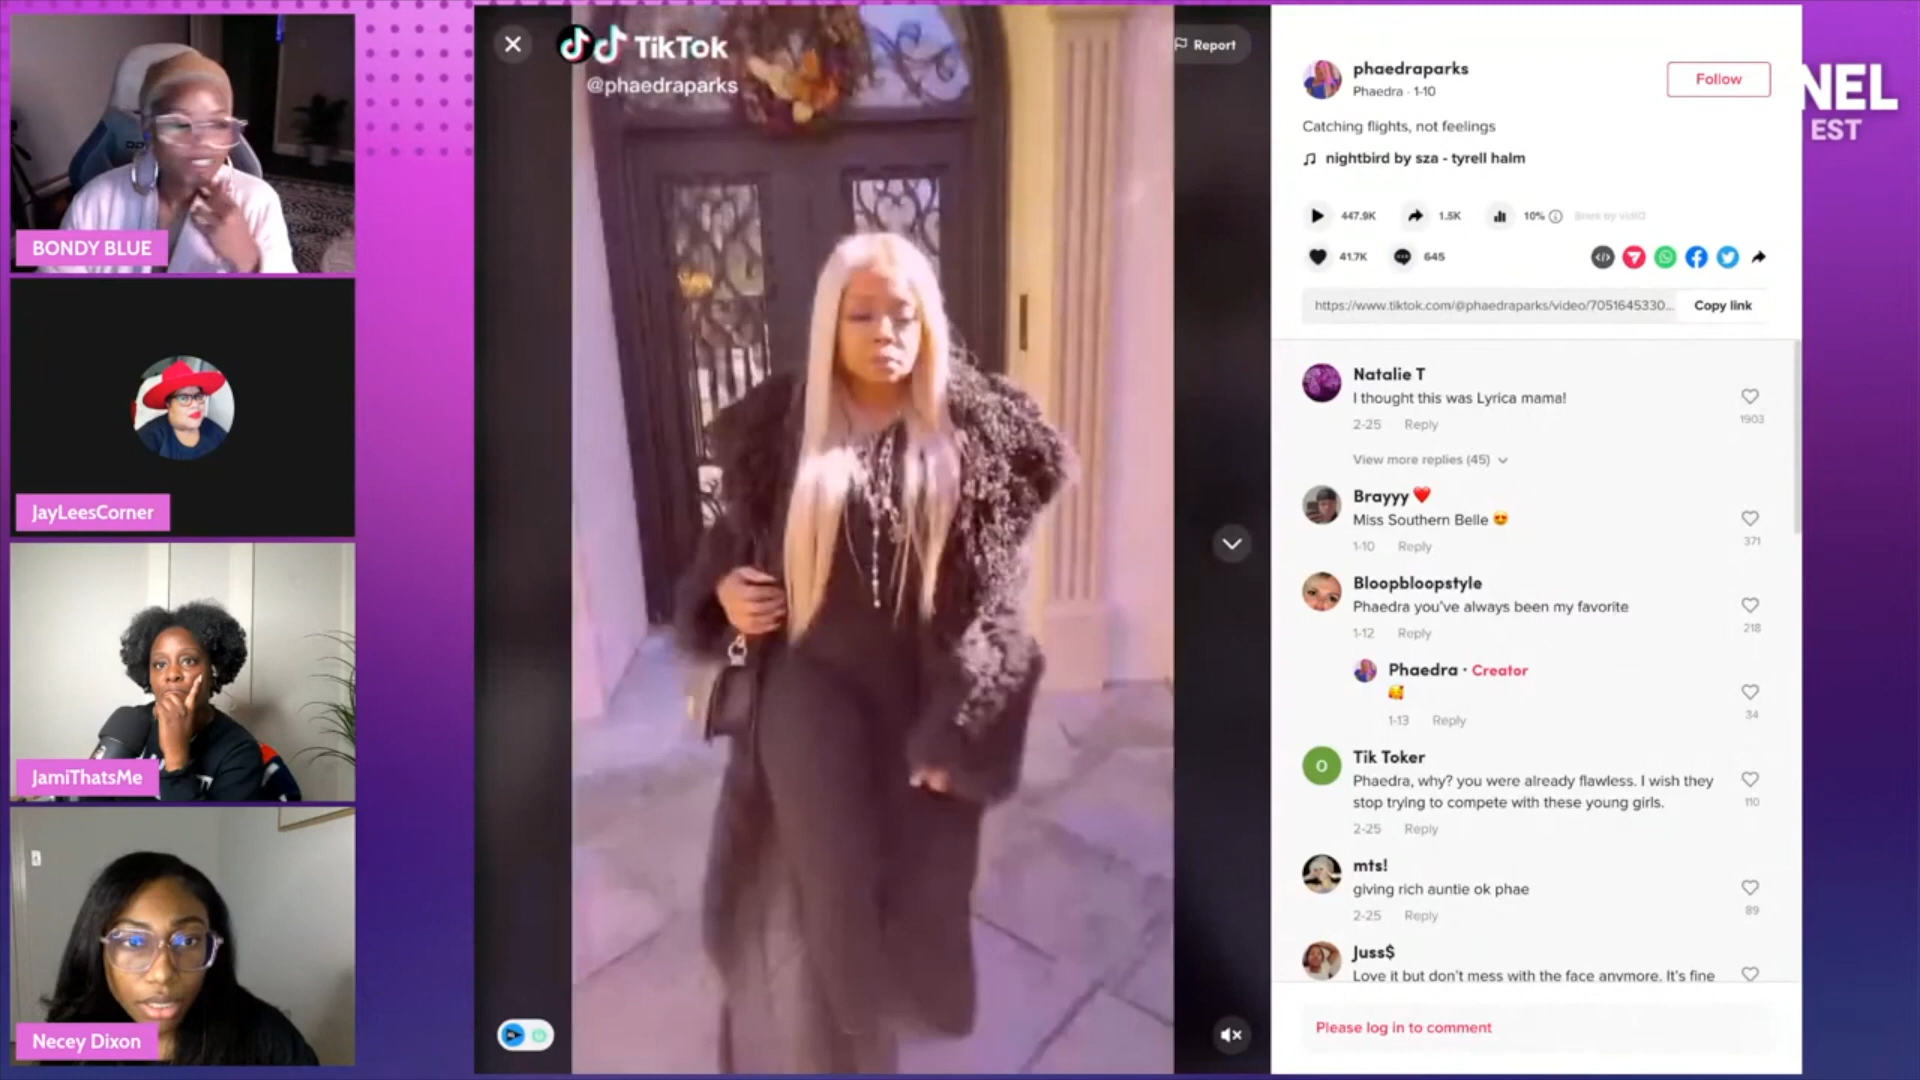 BONDY BLUE
JayLeesCorner
JamiThatsMe
Necey Dixon
TikTok
@phaedraparks
Report
phaedraparks
Phaedra · 1-10
Follow
NEL
EST
Catching flights, not feelings
nightbird by sza - tyrell halm
447.9K
1.5K
10%
41.7K
645
https://www.tiktok.com/@phaedraparks/video/7051645330...
Copy link
Natalie T
I thought this was Lyrica mama!
2-25 Reply
1903
View more replies (45)
Brayyy ❤️
Miss Southern Belle 😍
1-10 Reply
371
Bloopbloopstyle
Phaedra you've always been my favorite
1-12 Reply
218
Phaedra · Creator
🥰
1-13 Reply
34
O
Tik Toker
Phaedra, why? you were already flawless. I wish they
stop trying to compete with these young girls.
2-25 Reply
110
mts!
giving rich auntie ok phae
2-25 Reply
89
Juss$
Love it but don't mess with the face anymore. It's fine
Please log in to comment